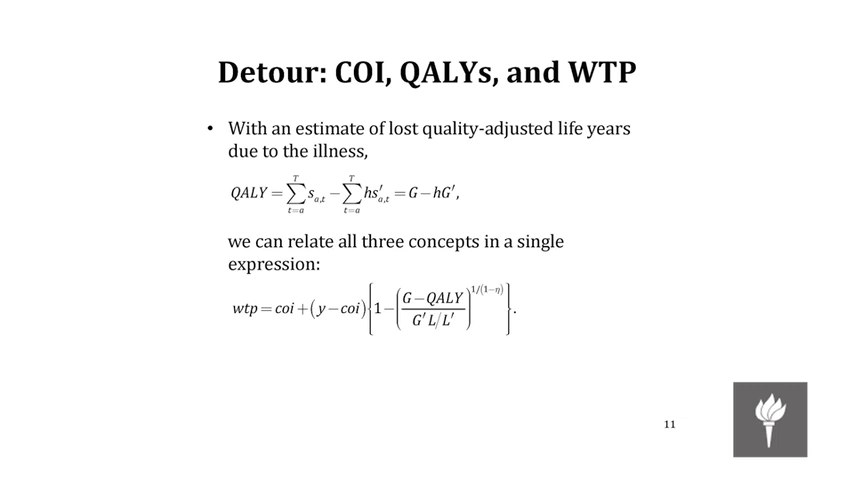 Detour: COI, QALYs, and WTP
• With an estimate of lost quality-adjusted life years
due to the illness,
QALY = ∑_{t=a}^{T} s_{a,t} − ∑_{t=a}^{T} hs′_{a,t} = G − hG′,
we can relate all three concepts in a single
expression:
wtp = coi + (y − coi){1 − ((G − QALY)/(G′ L/L′))^{1/(1−η)}}.
11